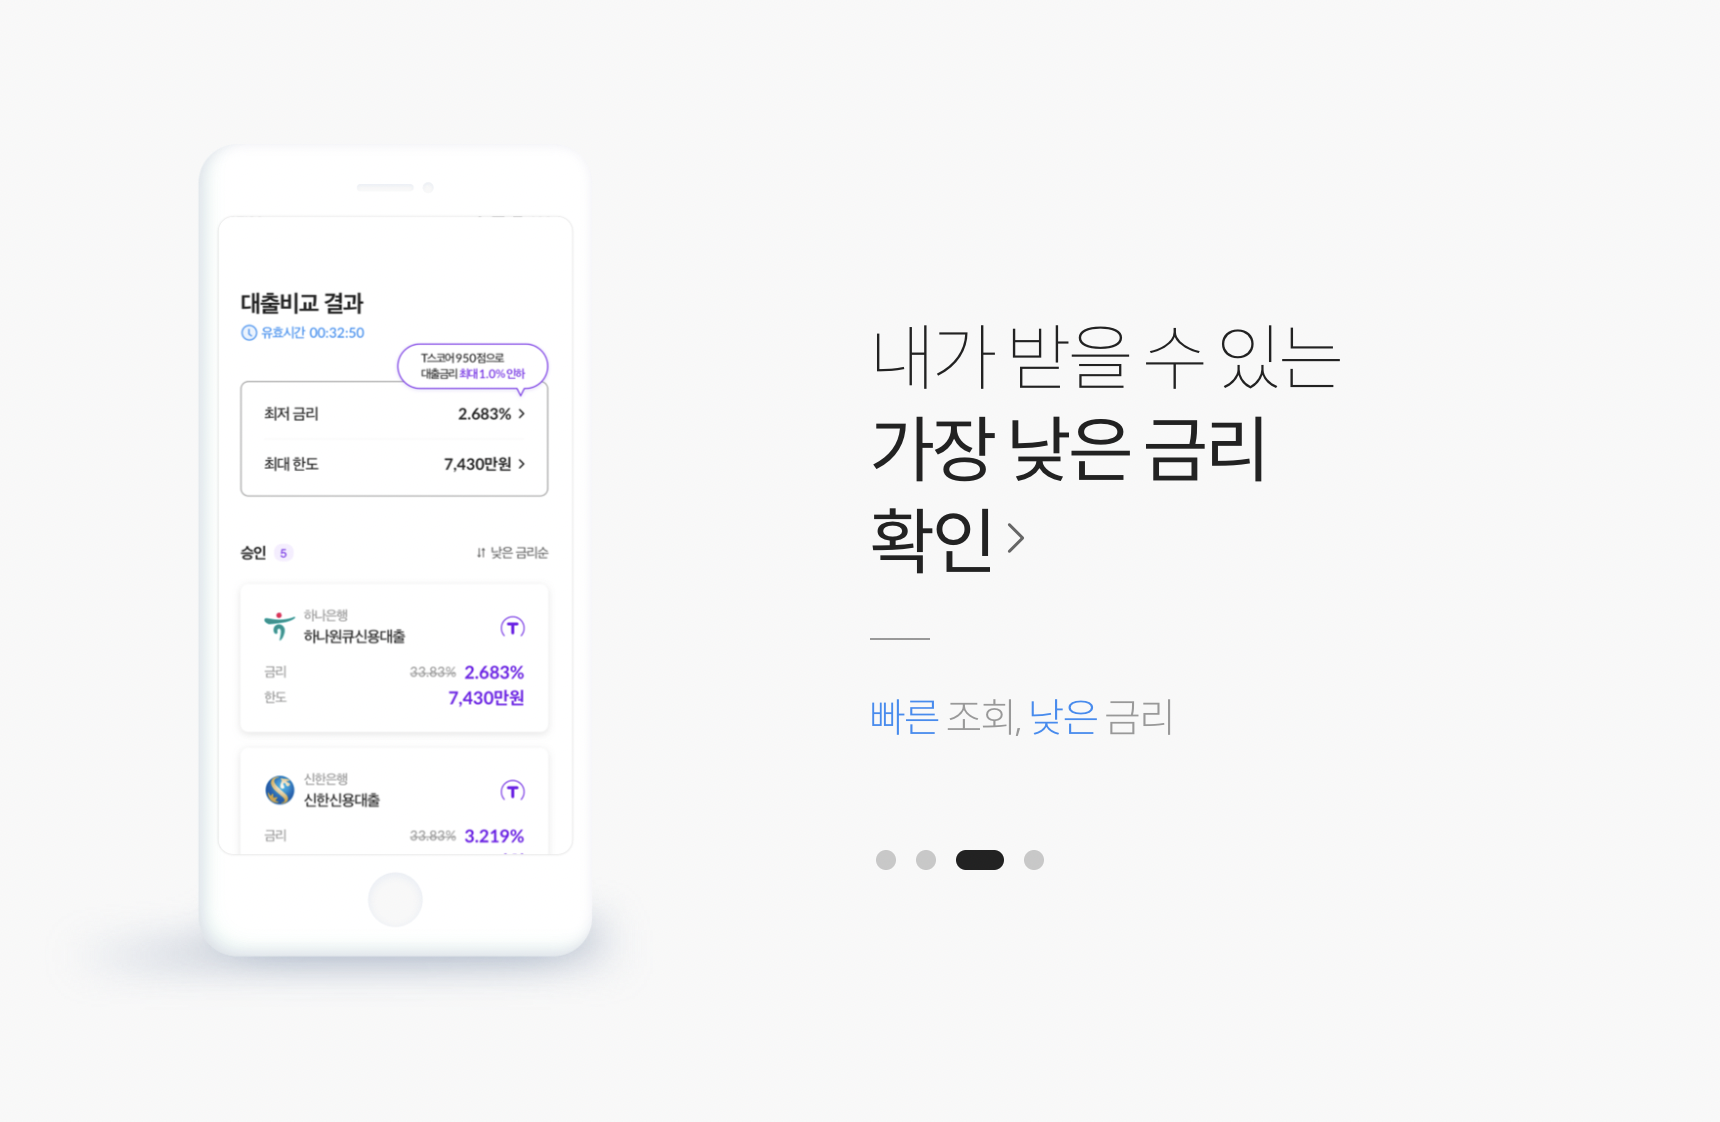 대출비교 결과
유효시간 00:32:50
T스코어 950점으로
대출금리 최대 1.0% 인하
최저 금리 2.683%
최대 한도 7,430만원
승인 5 낮은 금리순
하나은행
하나원큐신용대출
T
금리 33.83% 2.683%
한도 7,430만원
신한은행
신한신용대출
T
금리 33.83% 3.219%
내가 받을 수 있는
가장 낮은 금리
확인
빠른 조회, 낮은 금리